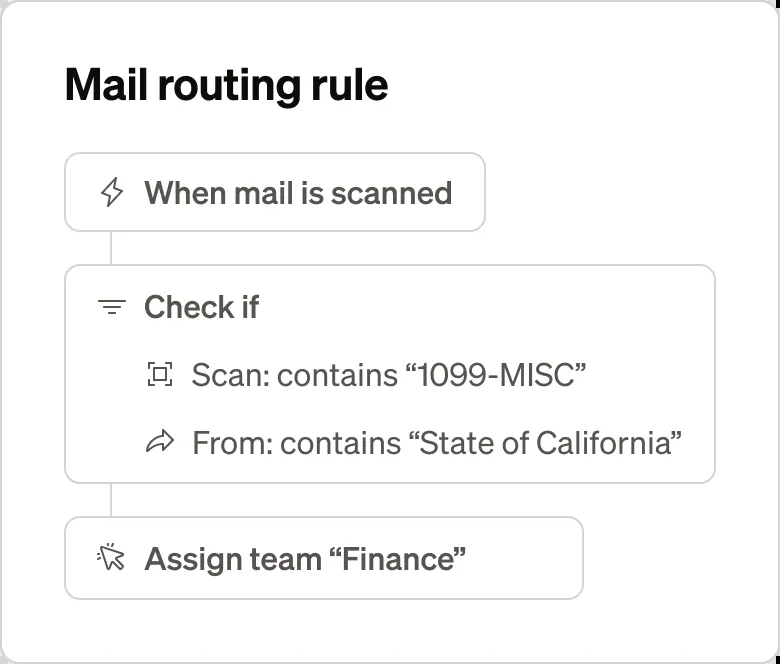 Mail routing rule
When mail is scanned
Check if
Scan: contains “1099-MISC”
From: contains “State of California”
Assign team “Finance”